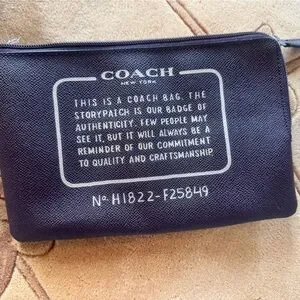 COACH
NEW YORK
THIS IS A COACH BAG. THE
STORYPATCH IS OUR BADGE OF
AUTHENTICITY. FEW PEOPLE MAY
SEE IT, BUT IT WILL ALWAYS BE A
REMINDER OF OUR COMMITMENT
TO QUALITY AND CRAFTSMANSHIP
Nº. H1822-F25849